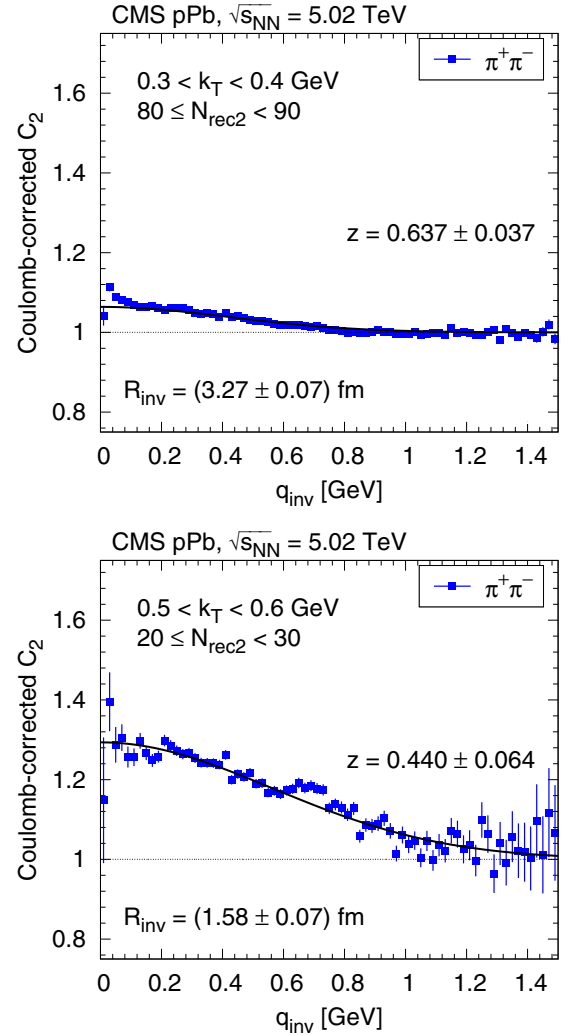 CMS pPb, √sNN = 5.02 TeV
π+π−
0.3 < kT < 0.4 GeV
80 ≤ Nrec2 < 90
z = 0.637 ± 0.037
Rinv = (3.27 ± 0.07) fm
Coulomb-corrected C2
1.6
1.4
1.2
1
0.8
0 0.2 0.4 0.6 0.8 1 1.2 1.4
qinv [GeV]
CMS pPb, √sNN = 5.02 TeV
π+π−
0.5 < kT < 0.6 GeV
20 ≤ Nrec2 < 30
z = 0.440 ± 0.064
Rinv = (1.58 ± 0.07) fm
Coulomb-corrected C2
1.6
1.4
1.2
1
0.8
0 0.2 0.4 0.6 0.8 1 1.2 1.4
qinv [GeV]